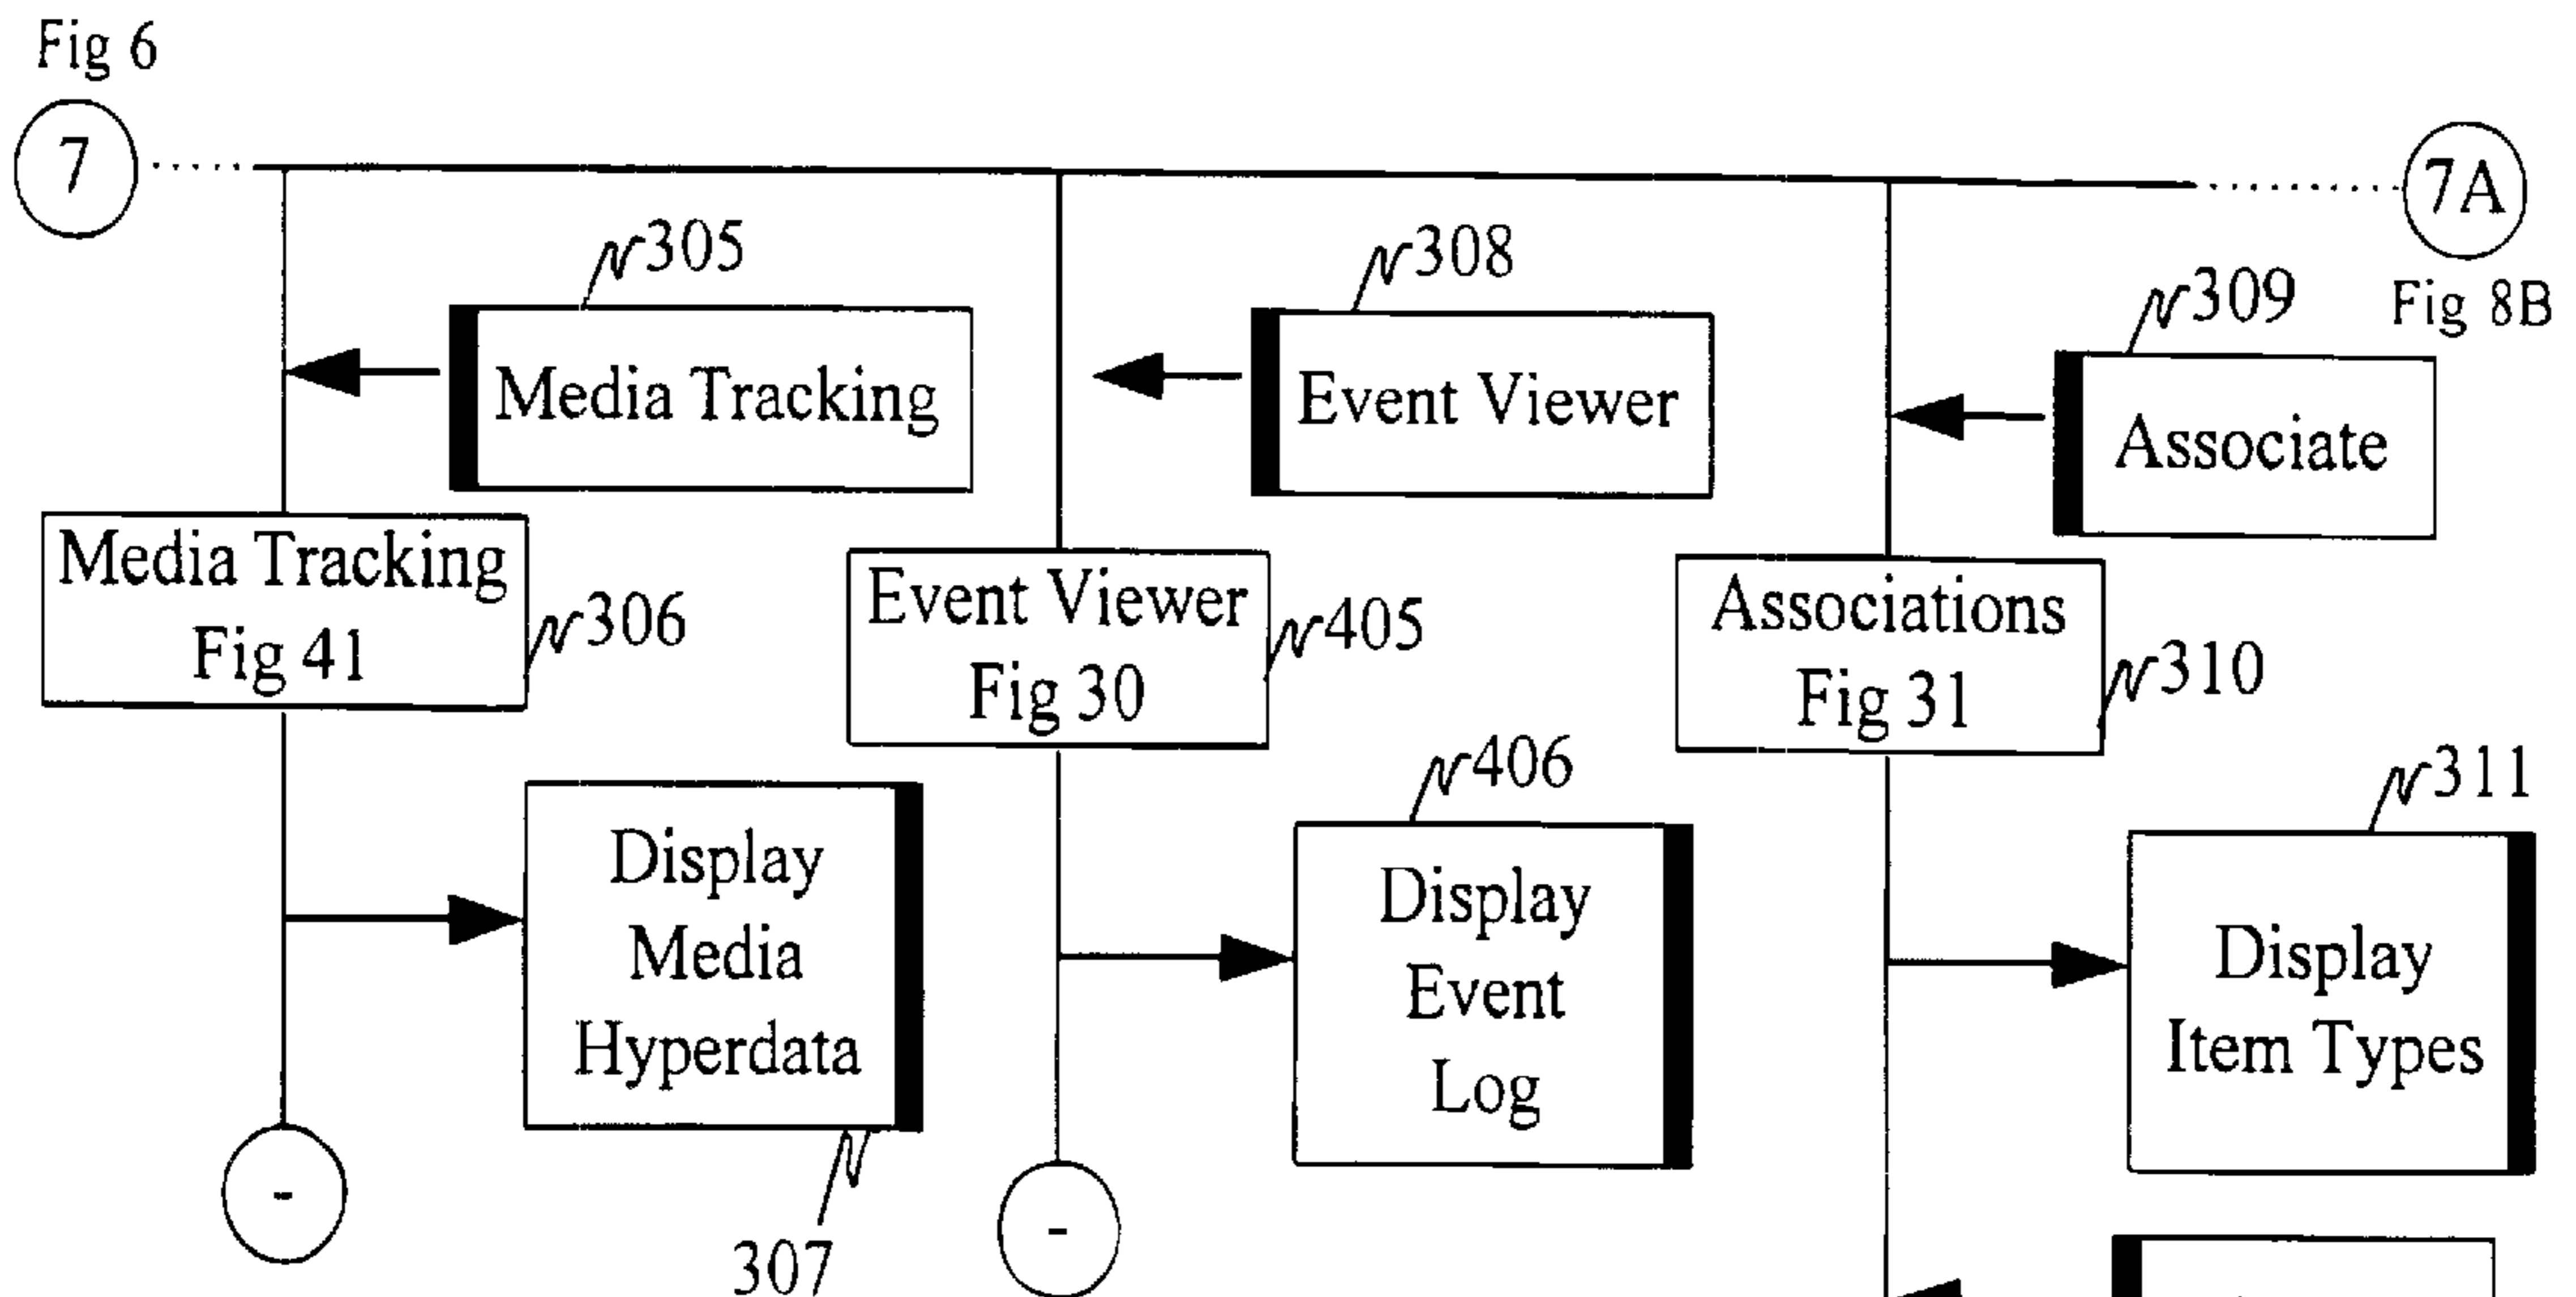 Fig 6
7
7A
Fig 8B
305
Media Tracking
308
Event Viewer
309
Associate
Media Tracking
Fig 41
306
Event Viewer
Fig 30
405
Associations
Fig 31
310
Display
Media
Hyperdata
307
406
Display
Event
Log
311
Display
Item Types
-
-